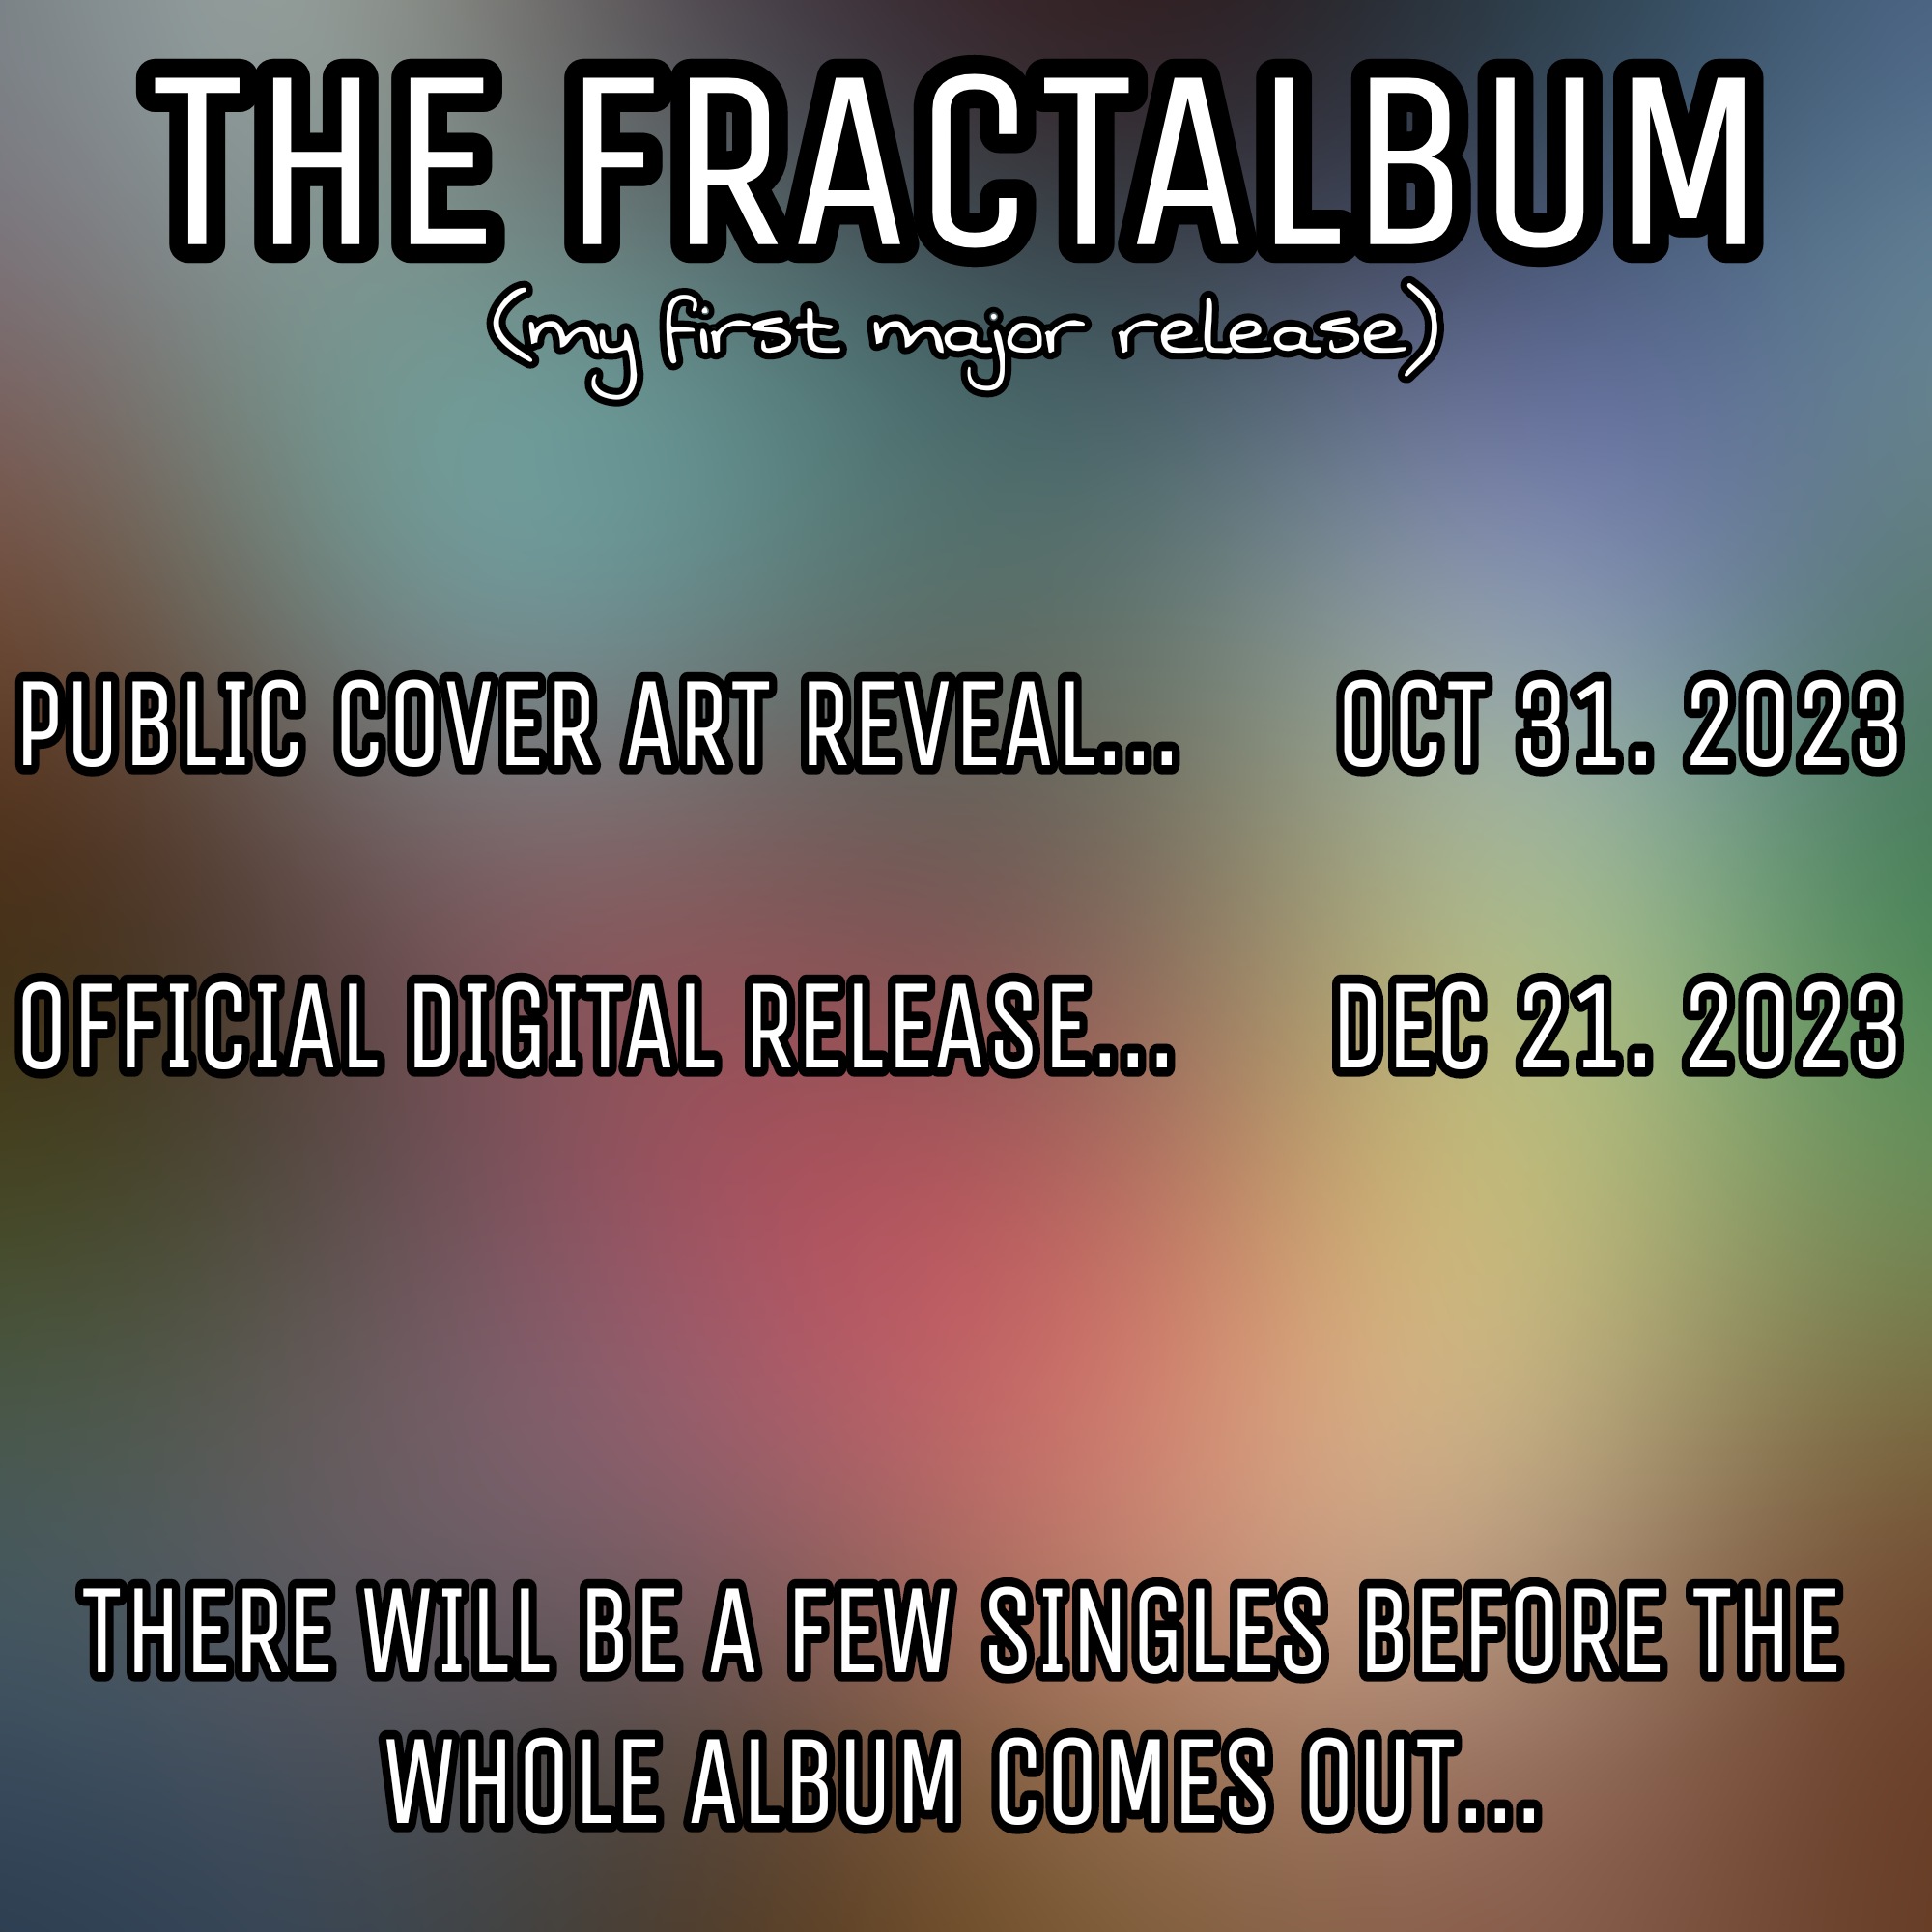 THE FRACTALBUM
(my first major release)
PUBLIC COVER ART REVEAL... OCT 31. 2023
OFFICIAL DIGITAL RELEASE... DEC 21. 2023
THERE WILL BE A FEW SINGLES BEFORE THE
WHOLE ALBUM COMES OUT...